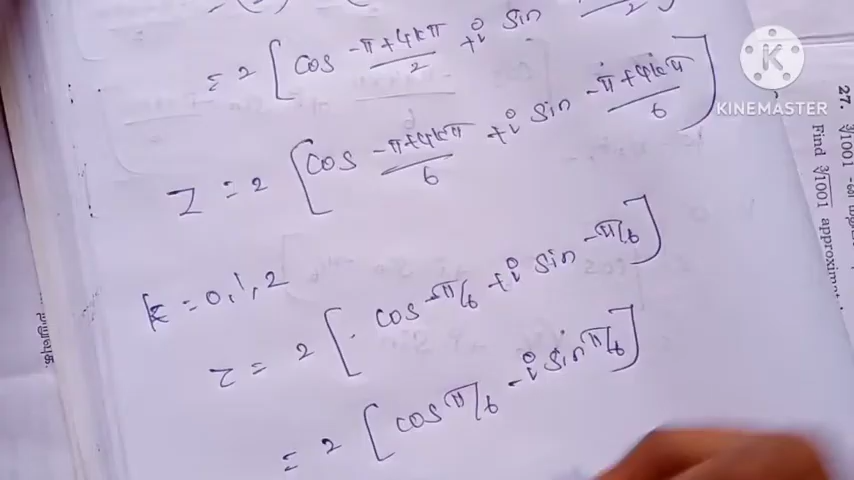 = 2 [ cos -π+4kπ/2 + i sin
z = 2 [ cos -π+4kπ/6 + i sin -π+4kπ/6 ]
k = 0, 1, 2
z = 2 [ cos -π/6 + i sin -π/6 ]
= 2 [ cos π/6 - i sin π/6 ]
KINEMASTER
27. ∛1001
Find ∛1001